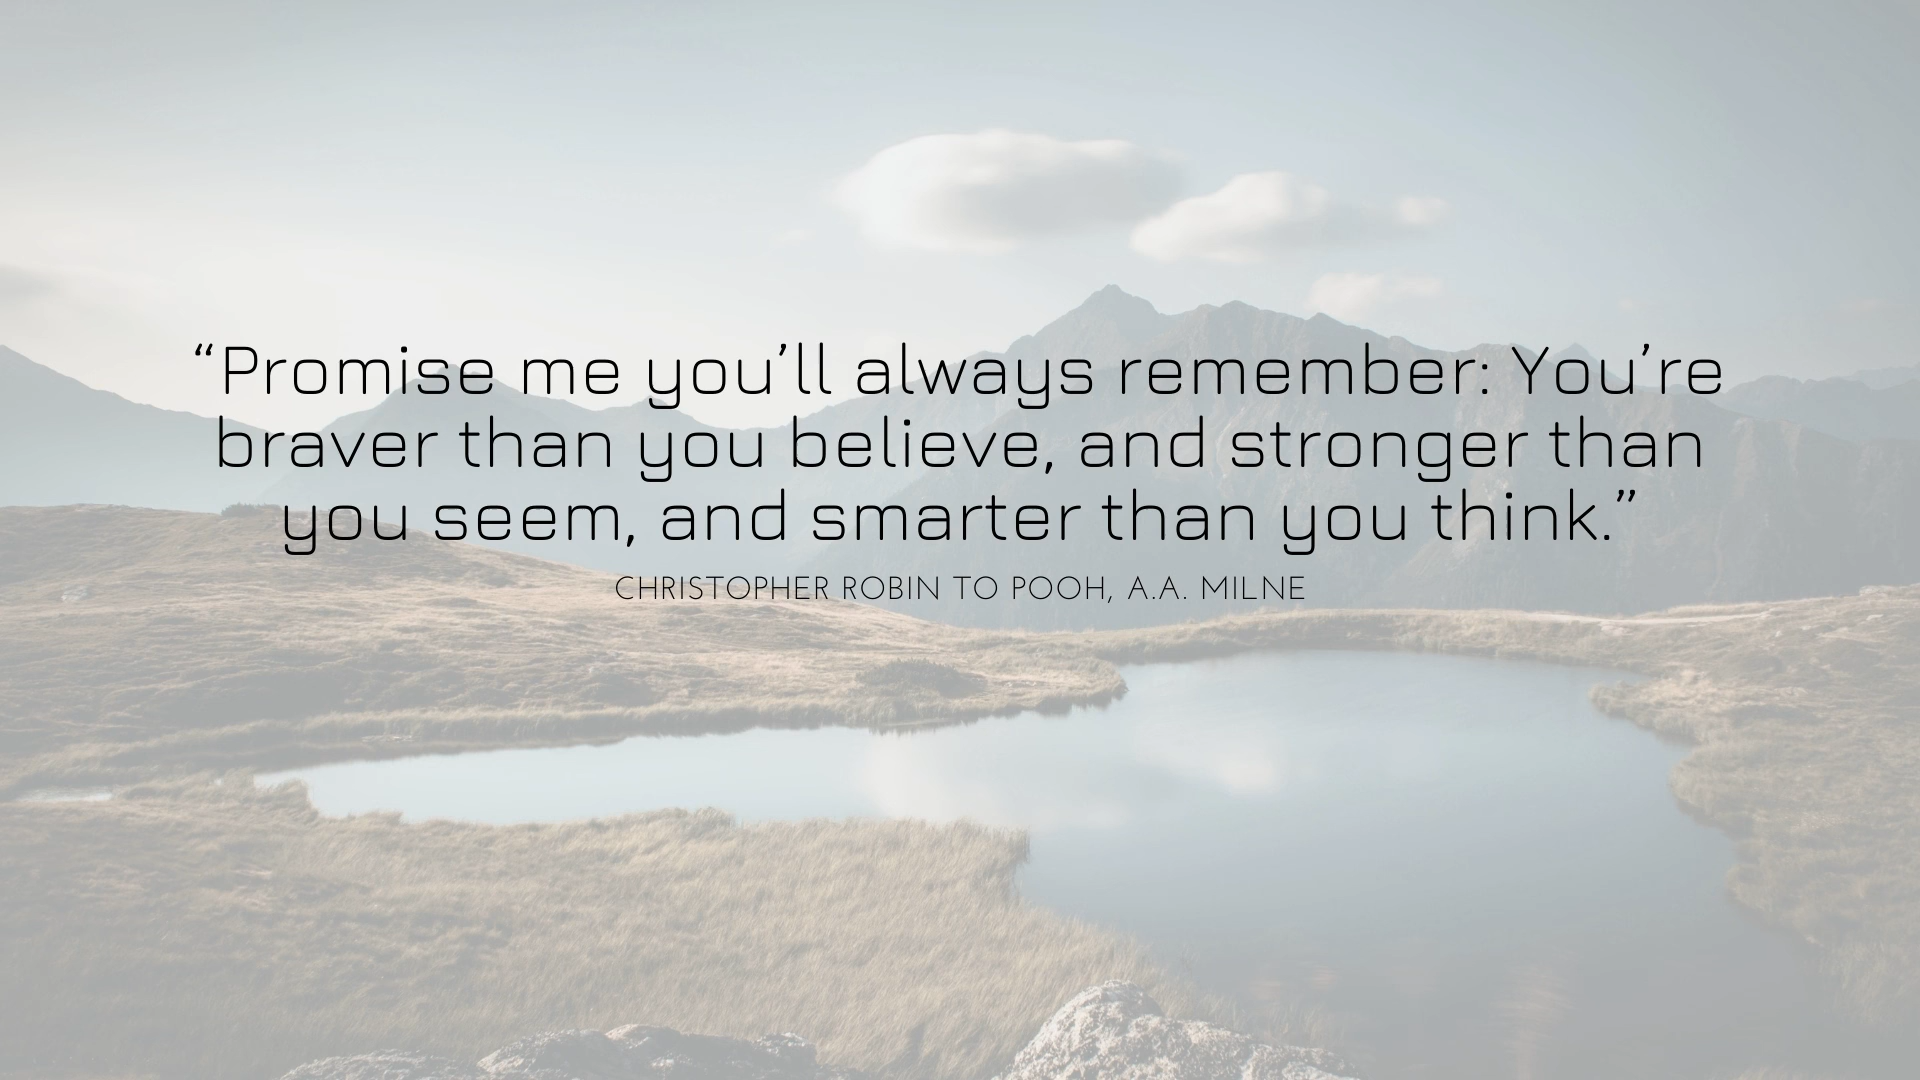 “Promise me you’ll always remember: You’re
braver than you believe, and stronger than
you seem, and smarter than you think.”
CHRISTOPHER ROBIN TO POOH, A.A. MILNE